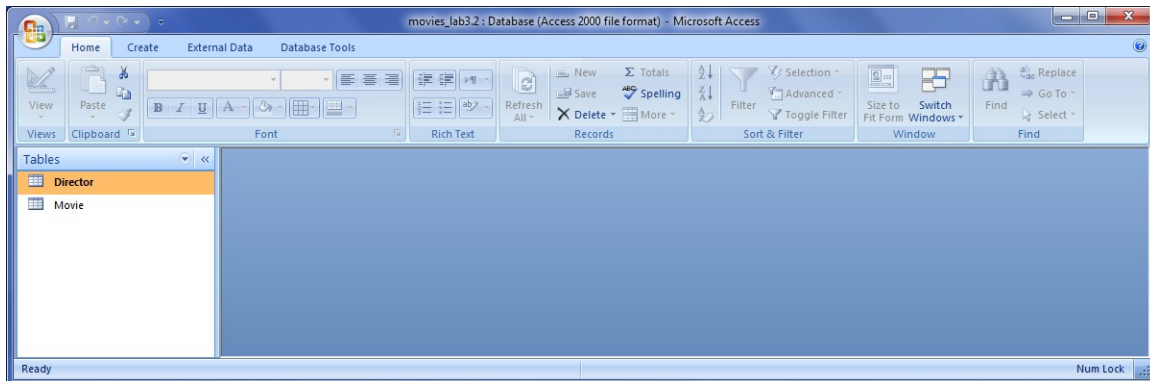 movies_lab3.2 : Database (Access 2000 file format) - Microsoft Access
Home Create External Data Database Tools
View
Paste
B I U A
ab
Refresh All
New
Save
Delete
Σ Totals
ABC Spelling
More
Filter
Selection
Advanced
Toggle Filter
Size to Fit Form
Switch Windows
Find
Replace
Go To
Select
Views Clipboard Font Rich Text Records Sort & Filter Window Find
Tables
Director
Movie
Ready Num Lock